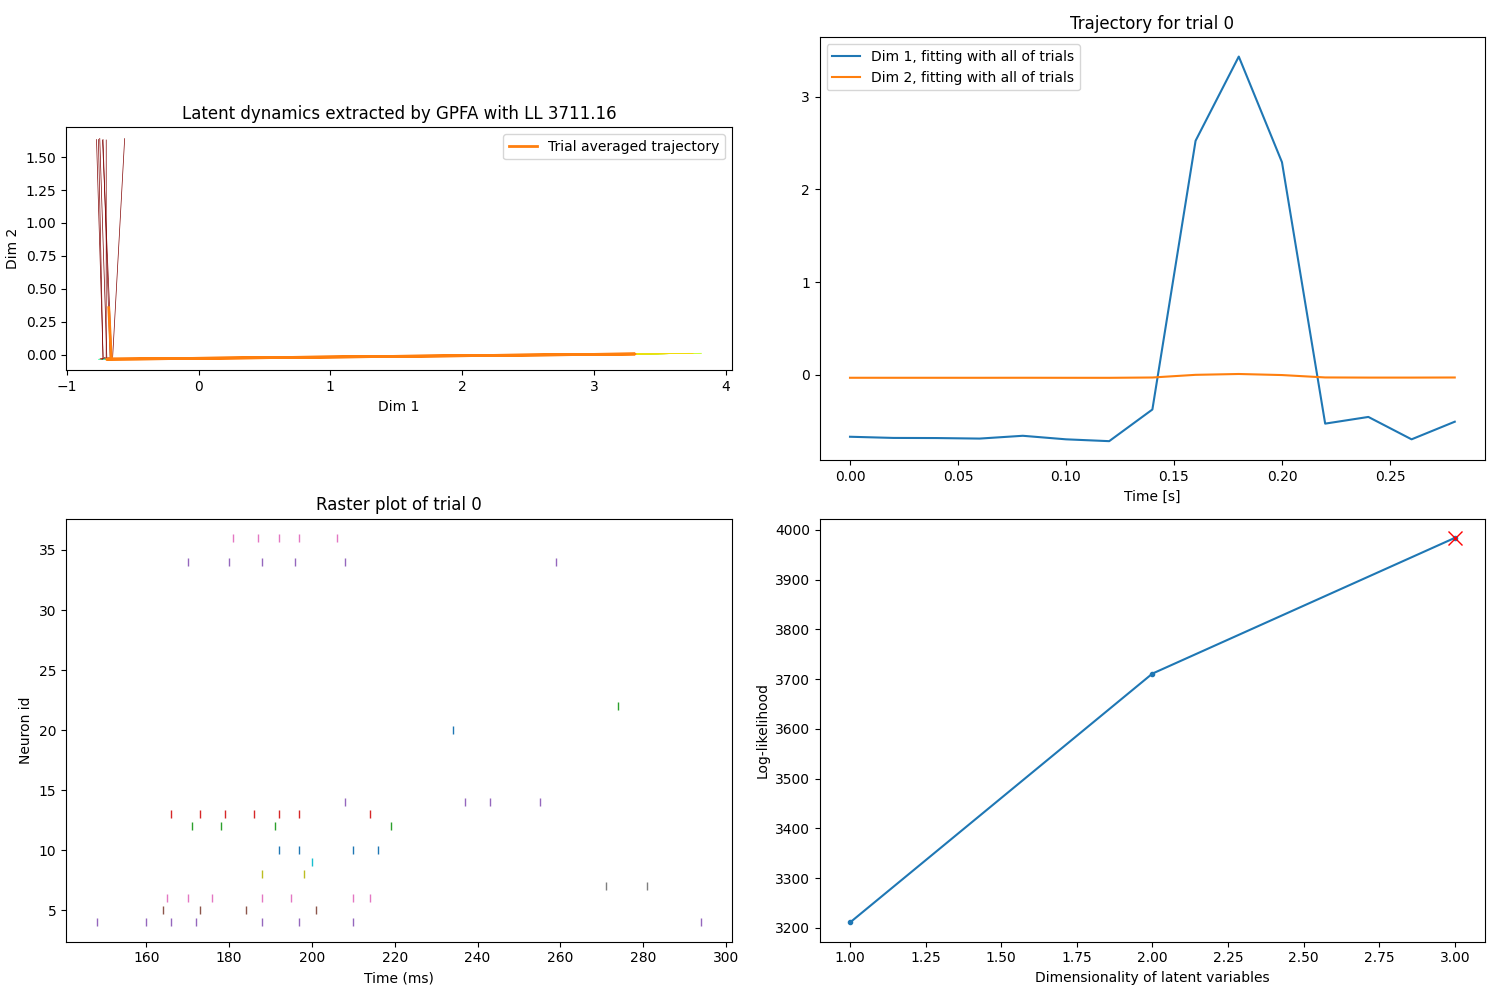 Latent dynamics extracted by GPFA with LL 3711.16
Trial averaged trajectory
1.50
1.25
1.00
0.75
0.50
0.25
0.00
Dim 2
−1 0 1 2 3 4
Dim 1
Trajectory for trial 0
Dim 1, fitting with all of trials
Dim 2, fitting with all of trials
3
2
1
0
0.00 0.05 0.10 0.15 0.20 0.25
Time [s]
Raster plot of trial 0
35
30
25
20
15
10
5
Neuron id
160 180 200 220 240 260 280 300
Time (ms)
4000
3900
3800
3700
3600
3500
3400
3300
3200
Log-likelihood
1.00 1.25 1.50 1.75 2.00 2.25 2.50 2.75 3.00
Dimensionality of latent variables